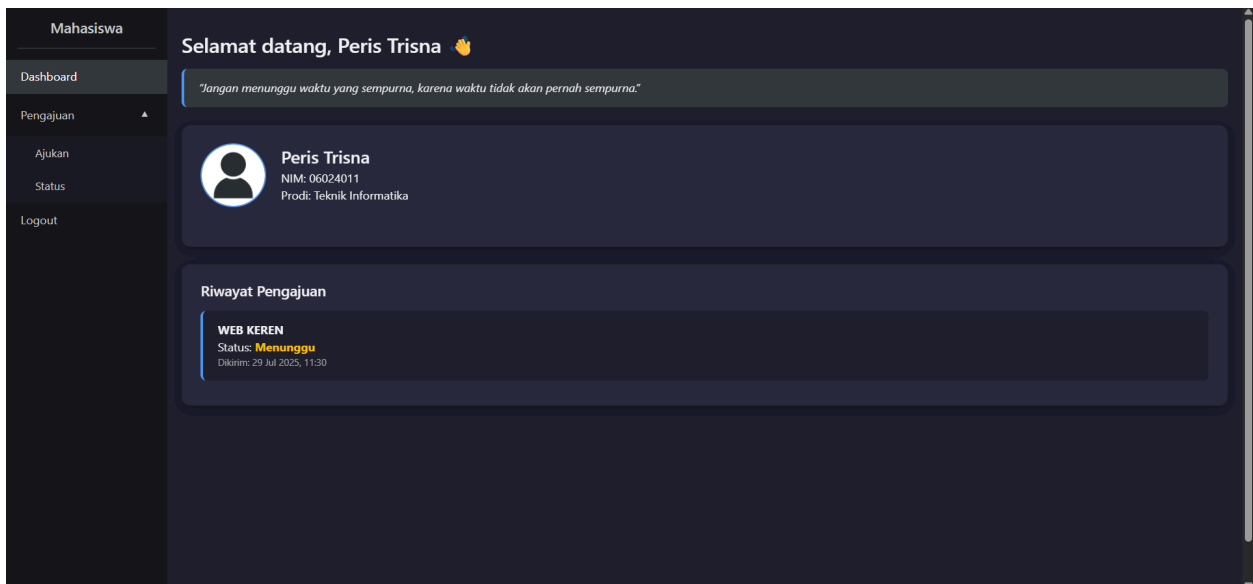 Mahasiswa
Dashboard
Pengajuan ▲
Ajukan
Status
Logout
Selamat datang, Peris Trisna 👋
"Jangan menunggu waktu yang sempurna, karena waktu tidak akan pernah sempurna."
Peris Trisna
NIM: 06024011
Prodi: Teknik Informatika
Riwayat Pengajuan
WEB KEREN
Status: Menunggu
Dikirim: 29 Jul 2025, 11:30